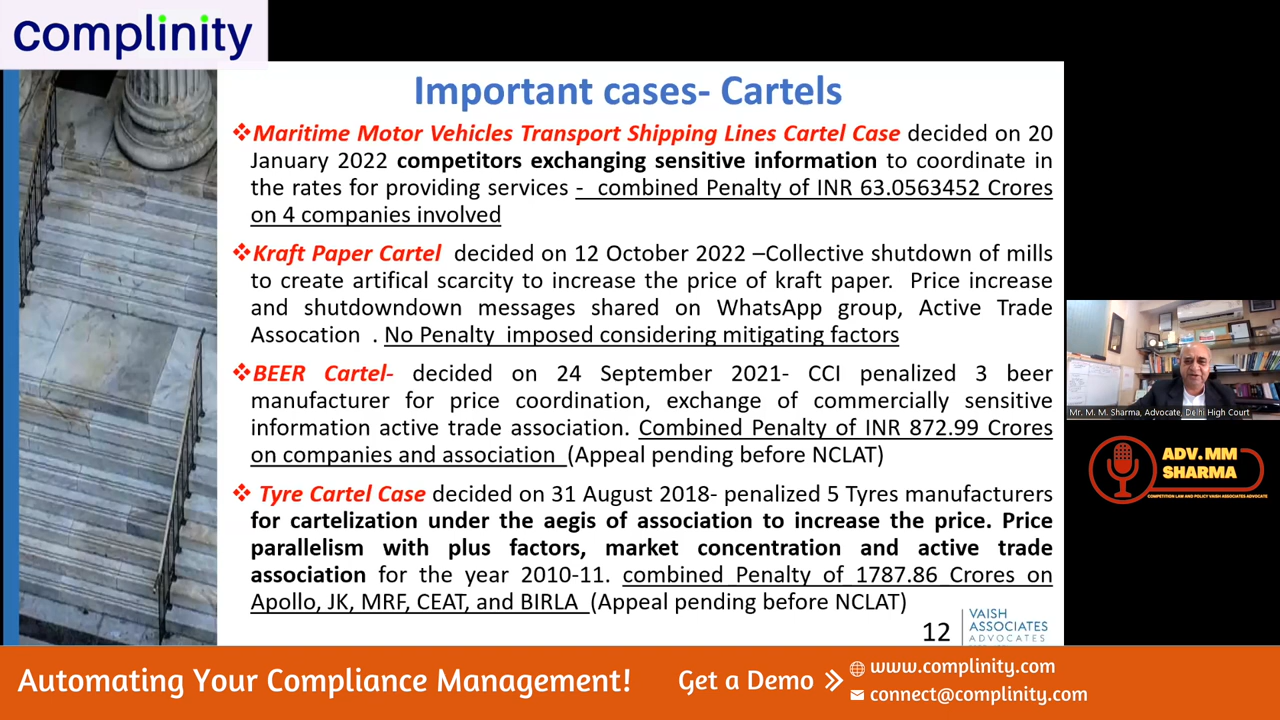 complinity
Important cases- Cartels
❖Maritime Motor Vehicles Transport Shipping Lines Cartel Case decided on 20
January 2022 competitors exchanging sensitive information to coordinate in
the rates for providing services - combined Penalty of INR 63.0563452 Crores
on 4 companies involved
❖Kraft Paper Cartel decided on 12 October 2022 –Collective shutdown of mills
to create artifical scarcity to increase the price of kraft paper. Price increase
and shutdowndown messages shared on WhatsApp group, Active Trade
Assocation . No Penalty imposed considering mitigating factors
❖BEER Cartel- decided on 24 September 2021- CCI penalized 3 beer
manufacturer for price coordination, exchange of commercially sensitive
information active trade association. Combined Penalty of INR 872.99 Crores
on companies and association (Appeal pending before NCLAT)
❖ Tyre Cartel Case decided on 31 August 2018- penalized 5 Tyres manufacturers
for cartelization under the aegis of association to increase the price. Price
parallelism with plus factors, market concentration and active trade
association for the year 2010-11. combined Penalty of 1787.86 Crores on
Apollo, JK, MRF, CEAT, and BIRLA (Appeal pending before NCLAT)
12
VAISH
ASSOCIATES
ADVOCATES
Mr. M. M. Sharma, Advocate, Delhi High Court
ADV.MM
SHARMA
COMPETITION LAW AND POLICY VAISH ASSOCIATES ADVOCATE
Automating Your Compliance Management!
Get a Demo
www.complinity.com
connect@complinity.com